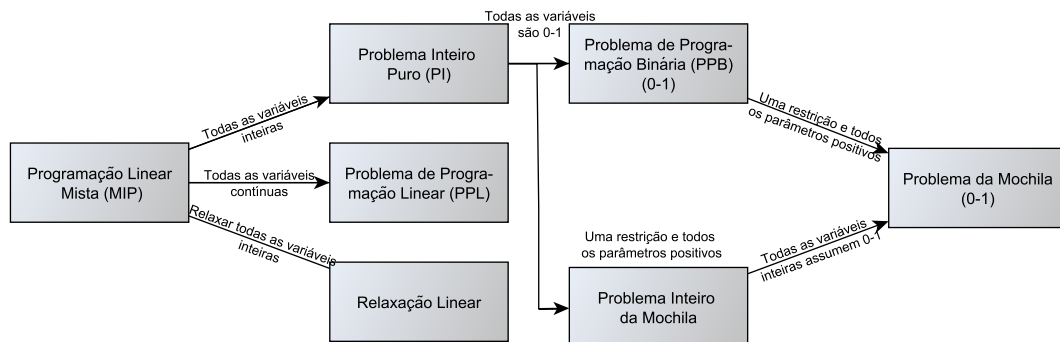 Todas as variáveis
são 0-1
Problema Inteiro
Puro (PI)
Problema de Progra-
mação Binária (PPB)
(0-1)
Todas as variáveis
inteiras
Uma restrição e todos
os parâmetros positivos
Programação Linear
Mista (MIP)
Todas as variáveis
contínuas
Problema de Progra-
mação Linear (PPL)
Problema da Mochila
(0-1)
Relaxar todas as variáveis
inteiras
Uma restrição e todos
os parâmetros positivos
Todas as variáveis
inteiras assumem 0-1
Relaxação Linear
Problema Inteiro
da Mochila